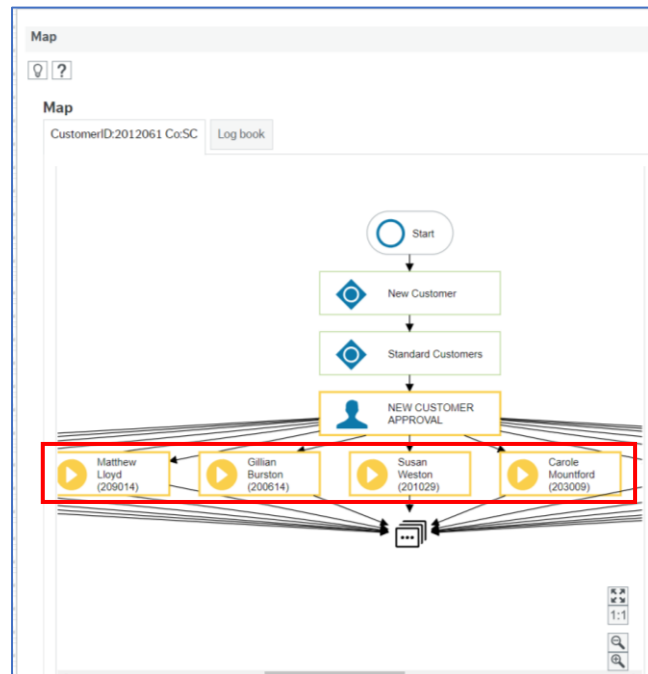 Map
?
Map
CustomerID:2012061 Co:SC
Log book
Start
New Customer
Standard Customers
NEW CUSTOMER
APPROVAL
Matthew
Lloyd
(209014)
Gillian
Burston
(200614)
Susan
Weston
(201029)
Carole
Mountford
(203009)
1:1